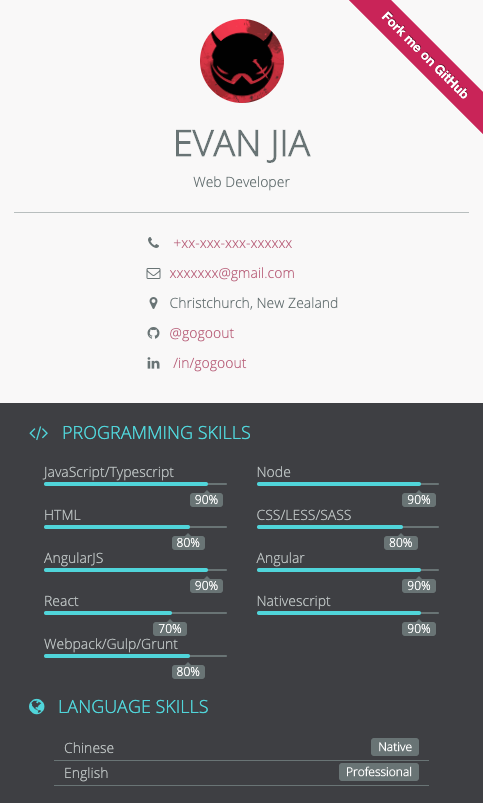 Fork me on GitHub
EVAN JIA
Web Developer
+xx-xxx-xxx-xxxxxx
xxxxxxx@gmail.com
Christchurch, New Zealand
@gogoout
/in/gogoout
</> PROGRAMMING SKILLS
JavaScript/Typescript
90%
Node
90%
HTML
80%
CSS/LESS/SASS
80%
AngularJS
90%
Angular
90%
React
70%
Nativescript
90%
Webpack/Gulp/Grunt
80%
LANGUAGE SKILLS
Chinese Native
English Professional